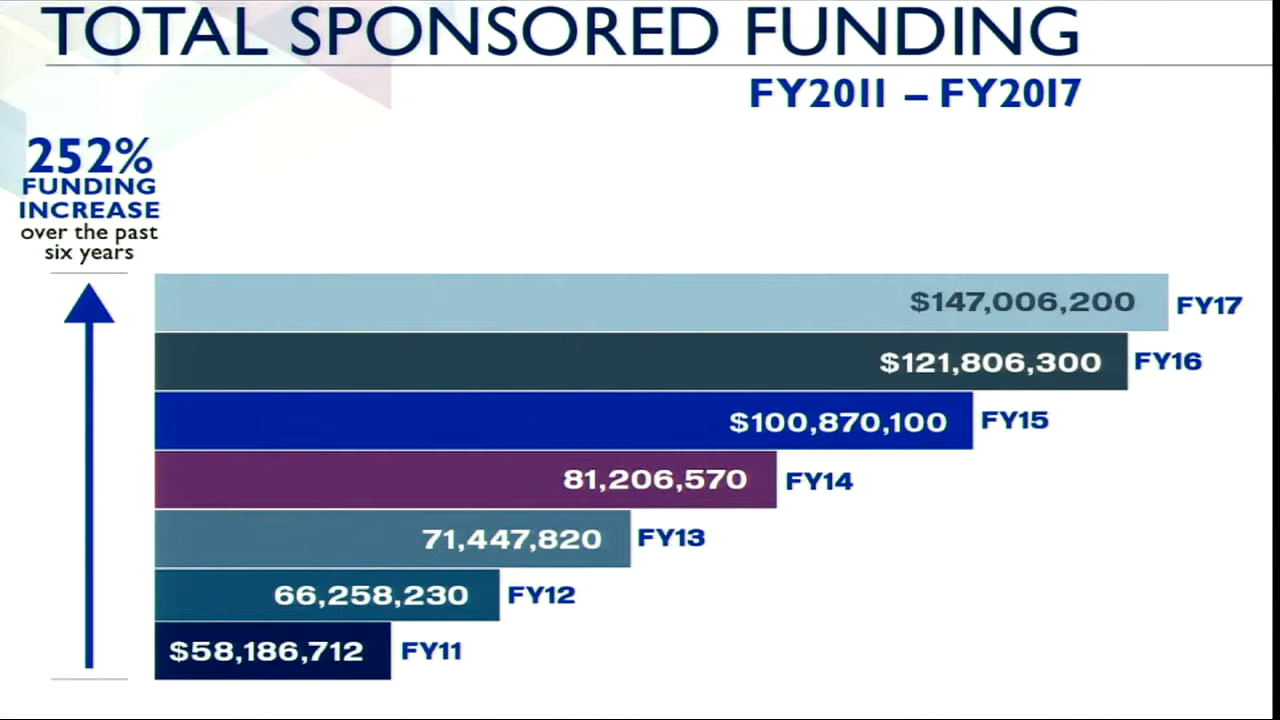 TOTAL SPONSORED FUNDING
FY2011 – FY2017
252%
FUNDING
INCREASE
over the past
six years
$147,006,200 FY17
$121,806,300 FY16
$100,870,100 FY15
81,206,570 FY14
71,447,820 FY13
66,258,230 FY12
$58,186,712 FY11